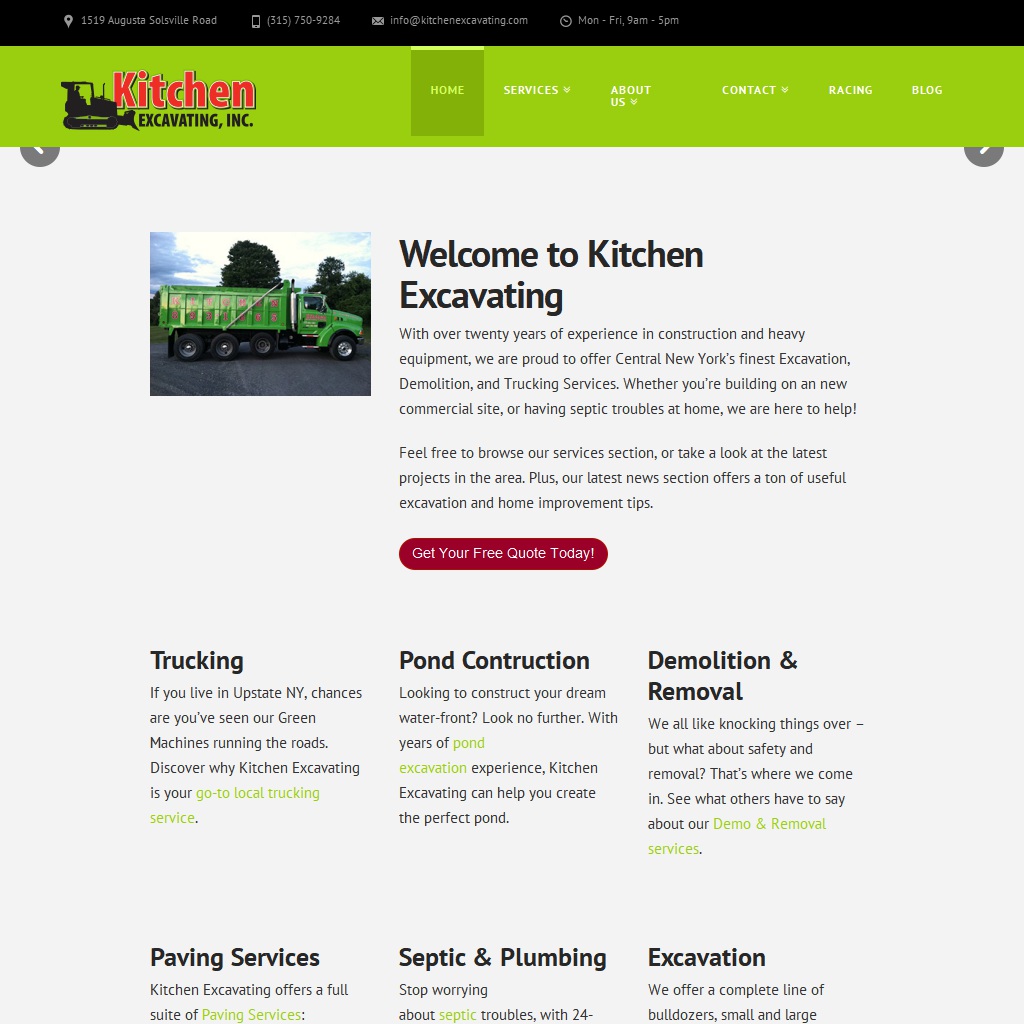 1519 Augusta Solsville Road (315) 750-9284 info@kitchenexcavating.com Mon - Fri, 9am - 5pm
Kitchen
EXCAVATING, INC.
HOME SERVICES ABOUT US CONTACT RACING BLOG
Welcome to Kitchen
Excavating
With over twenty years of experience in construction and heavy
equipment, we are proud to offer Central New York's finest Excavation,
Demolition, and Trucking Services. Whether you're building on an new
commercial site, or having septic troubles at home, we are here to help!
Feel free to browse our services section, or take a look at the latest
projects in the area. Plus, our latest news section offers a ton of useful
excavation and home improvement tips.
Get Your Free Quote Today!
Trucking
If you live in Upstate NY, chances
are you've seen our Green
Machines running the roads.
Discover why Kitchen Excavating
is your go-to local trucking
service.
Pond Contruction
Looking to construct your dream
water-front? Look no further. With
years of pond
excavation experience, Kitchen
Excavating can help you create
the perfect pond.
Demolition &
Removal
We all like knocking things over –
but what about safety and
removal? That's where we come
in. See what others have to say
about our Demo & Removal
services.
Paving Services
Kitchen Excavating offers a full
suite of Paving Services:
Septic & Plumbing
Stop worrying
about septic troubles, with 24-
Excavation
We offer a complete line of
bulldozers, small and large